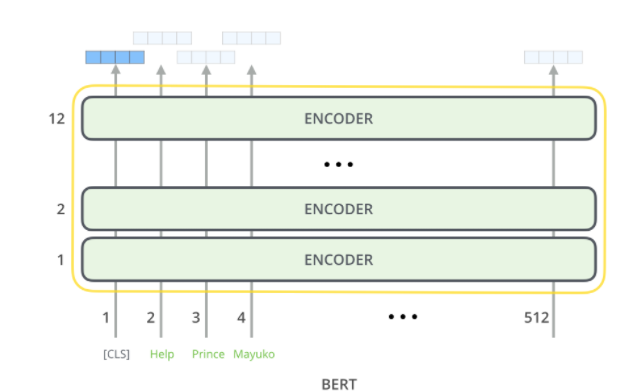 12 ENCODER
...
2 ENCODER
1 ENCODER
1 2 3 4 ... 512
[CLS] Help Prince Mayuko
BERT